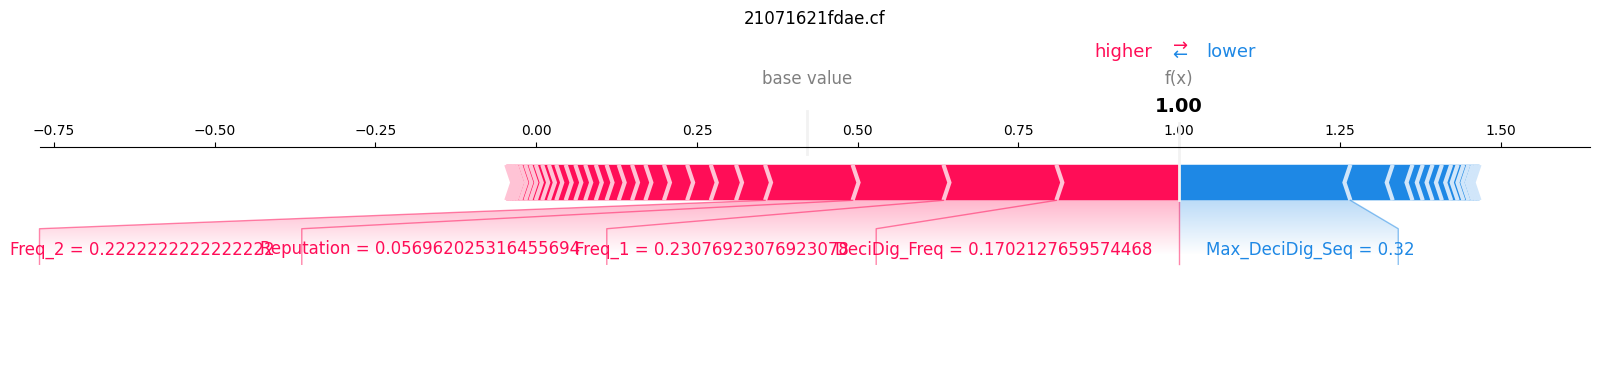 21071621fdae.cf
higher → ← lower
base value f(x)
1.00
−0.75 −0.50 −0.25 0.00 0.25 0.50 0.75 1.00 1.25 1.50
Freq_2 = 0.2222222222222222 Reputation = 0.056962025316455694 Freq_1 = 0.23076923076923078 DeciDig_Freq = 0.1702127659574468 Max_DeciDig_Seq = 0.32